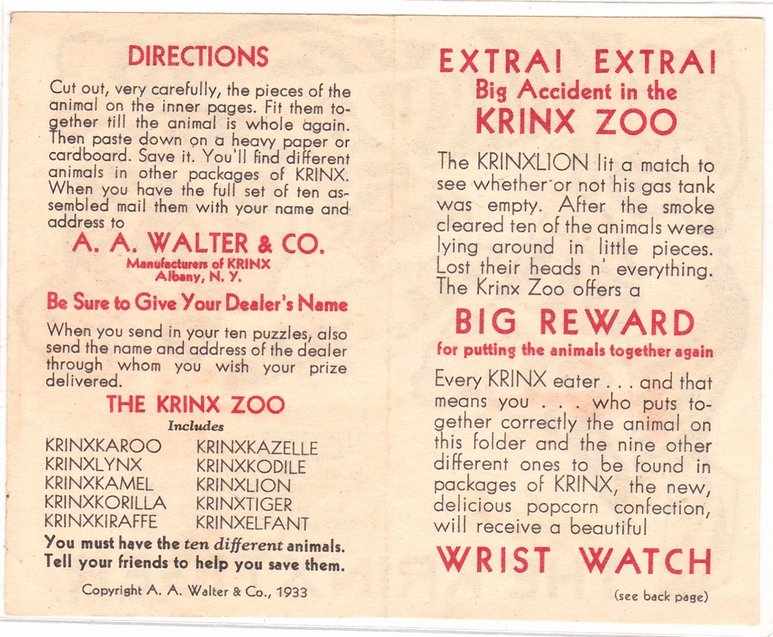 DIRECTIONS
Cut out, very carefully, the pieces of the
animal on the inner pages. Fit them to-
gether till the animal is whole again.
Then paste down on a heavy paper or
cardboard. Save it. You'll find different
animals in other packages of KRINX.
When you have the full set of ten as-
sembled mail them with your name and
address to
A. A. WALTER & CO.
Manufacturers of KRINX
Albany, N. Y.
Be Sure to Give Your Dealer's Name
When you send in your ten puzzles, also
send the name and address of the dealer
through whom you wish your prize
delivered.
THE KRINX ZOO
Includes
KRINXKAROO KRINXKAZELLE
KRINXLYNX KRINXKODILE
KRINXKAMEL KRINXLION
KRINXKORILLA KRINXTIGER
KRINXKIRAFFE KRINXELFANT
You must have the ten different animals.
Tell your friends to help you save them.
Copyright A. A. Walter & Co., 1933
EXTRA! EXTRA!
Big Accident in the
KRINX ZOO
The KRINXLION lit a match to
see whether or not his gas tank
was empty. After the smoke
cleared ten of the animals were
lying around in little pieces.
Lost their heads n' everything.
The Krinx Zoo offers a
BIG REWARD
for putting the animals together again
Every KRINX eater . . . and that
means you . . . who puts to-
gether correctly the animal on
this folder and the nine other
different ones to be found in
packages of KRINX, the new,
delicious popcorn confection,
will receive a beautiful
WRIST WATCH
(see back page)